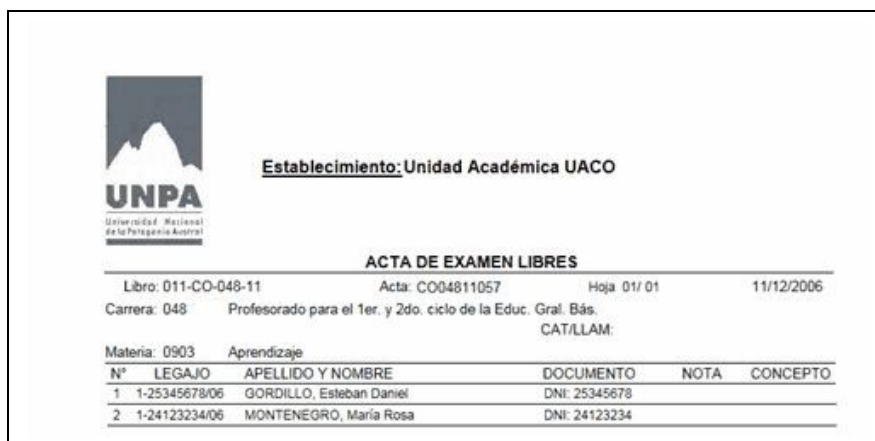 UNPA
Universidad Nacional
de la Patagonia Austral
Establecimiento: Unidad Académica UACO
ACTA DE EXAMEN LIBRES
Libro: 011-CO-048-11 Acta: CO04811057 Hoja 01/ 01 11/12/2006
Carrera: 048 Profesorado para el 1er. y 2do. ciclo de la Educ. Gral. Bás.
CAT/LLAM:
Materia: 0903 Aprendizaje
N° LEGAJO APELLIDO Y NOMBRE DOCUMENTO NOTA CONCEPTO
1 1-25345678/06 GORDILLO, Esteban Daniel DNI: 25345678
2 1-24123234/06 MONTENEGRO, María Rosa DNI: 24123234